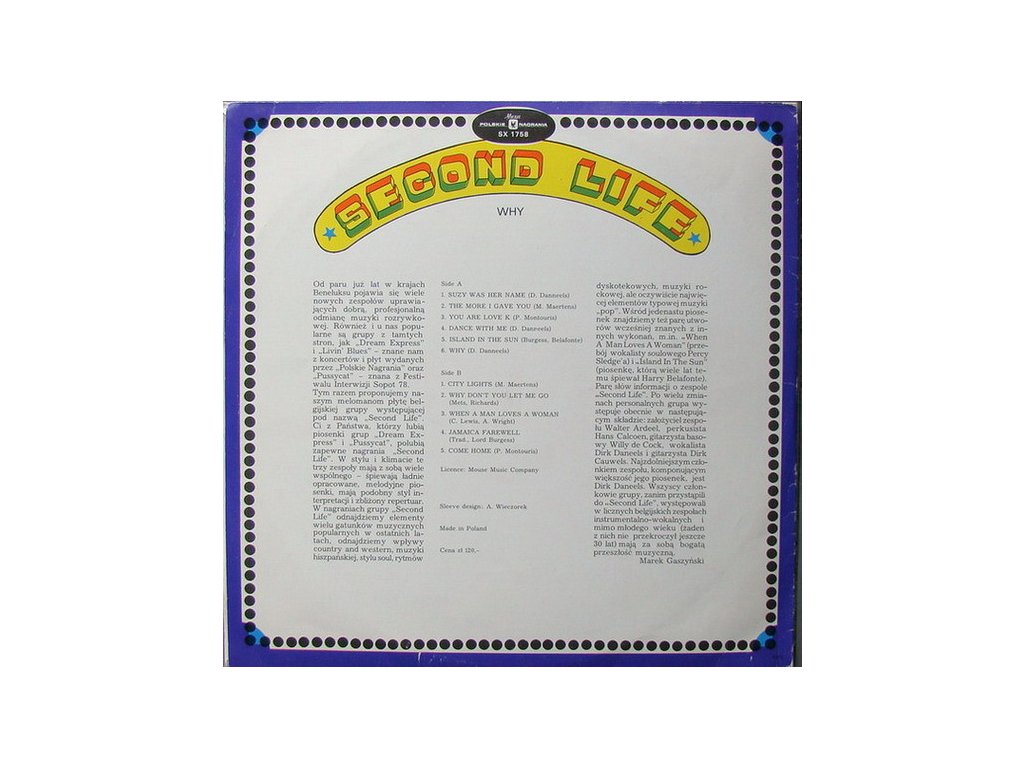 Muza
POLSKIE NAGRANIA
SX 1758
SECOND LIFE
WHY
Od paru już lat w krajach
Beneluksu pojawia się wiele
nowych zespołów uprawia-
jących dobrą, profesjonalną
odmianę muzyki rozrywko-
wej. Również i u nas popu-
larne są grupy z tamtych
stron, jak „Dream Express"
i „Livin' Blues" – znane nam
z koncertów i płyt wydanych
przez „Polskie Nagrania" oraz
„Pussycat" – znana z Festi-
walu Interwizji Sopot 78.
Tym razem proponujemy na-
szym melomanom płytę bel-
gijskiej grupy występującej
pod nazwą „Second Life".
Ci z Państwa, którzy lubią
piosenki grup „Dream Ex-
press" i „Pussycat", polubią
zapewne nagrania „Second
Life". W stylu i klimacie te
trzy zespoły mają z sobą wiele
wspólnego – śpiewają ładnie
opracowane, melodyjne pio-
senki, mają podobny styl in-
terpretacji i zbliżony repertuar.
W nagraniach grupy „Second
Life" odnajdziemy elementy
wielu gatunków muzycznych
popularnych w ostatnich la-
tach, odnajdziemy wpływy
country and western, muzyki
hiszpańskiej, stylu soul, rytmów
Side A
1. SUZY WAS HER NAME (D. Danneels)
2. THE MORE I GAVE YOU (M. Maertens)
3. YOU ARE LOVE K (P. Montouris)
4. DANCE WITH ME (D. Danneels)
5. ISLAND IN THE SUN (Burgess, Belafonte)
6. WHY (D. Danneels)
Side B
1. CITY LIGHTS (M. Maertens)
2. WHY DON'T YOU LET ME GO
(Mets, Richards)
3. WHEN A MAN LOVES A WOMAN
(C. Lewis, A. Wright)
4. JAMAICA FAREWELL
(Trad., Lord Burgess)
5. COME HOME (P. Montouria)
Licence: Mouse Music Company
Sleeve design: A. Wieczorek
Made in Poland
Cena zł 120,–
dyskotekowych, muzyki ro-
ckowej, ale oczywiście najwię-
cej elementów typowej muzyki
„pop". Wśród jedenastu piose-
nek znajdziemy też parę utwo-
rów wcześniej znanych z in-
nych wykonań, m.in. „When
A Man Loves A Woman" (prze-
bój wokalisty soulowego Percy
Sledge'a) i „Island In The Sun"
(piosenkę, którą wiele lat te-
mu śpiewał Harry Belafonte).
Parę słów informacji o zespole
„Second Life". Po wielu zmia-
nach personalnych grupa wy-
stępuje obecnie w następują-
cym składzie: założyciel zespo-
łu Walter Ardeel, perkusista
Hans Calcoen, gitarzysta baso-
wy Willy de Cock, wokalista
Dirk Daneels i gitarzysta Dirk
Cauwels. Najzdolniejszym człon-
kiem zespołu, komponującym
większość jego piosenek, jest
Dirk Daneels. Wszyscy człon-
kowie grupy, zanim przystąpili
do „Second Life", występowali
w licznych belgijskich zespołach
instrumentalno-wokalnych i
mimo młodego wieku (żaden
z nich nie przekroczył jeszcze
30 lat) mają za sobą bogatą
przeszłość muzyczną.
Marek Gaszyński